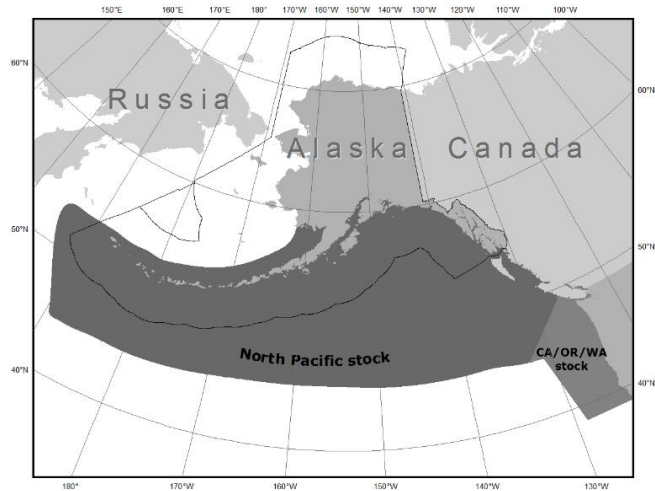 150°E 160°E 170°E 180° 170°W 160°W 150°W 140°W 130°W 120°W 110°W 100°W
60°N
60°N
Russia
Alaska Canada
50°N
50°N
North Pacific stock
CA/OR/WA
stock
40°N
40°N
180° 170°W 160°W 150°W 140°W 130°W